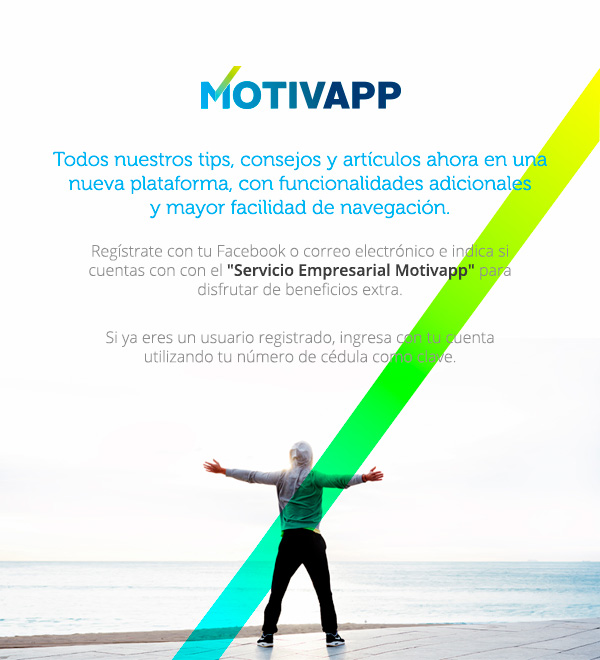 MOTIVAPP
Todos nuestros tips, consejos y artículos ahora en una
nueva plataforma, con funcionalidades adicionales
y mayor facilidad de navegación.
Regístrate con tu Facebook o correo electrónico e indica si
cuentas con con el "Servicio Empresarial Motivapp" para
disfrutar de beneficios extra.
Si ya eres un usuario registrado, ingresa con tu cuenta
utilizando tu número de cédula como clave.